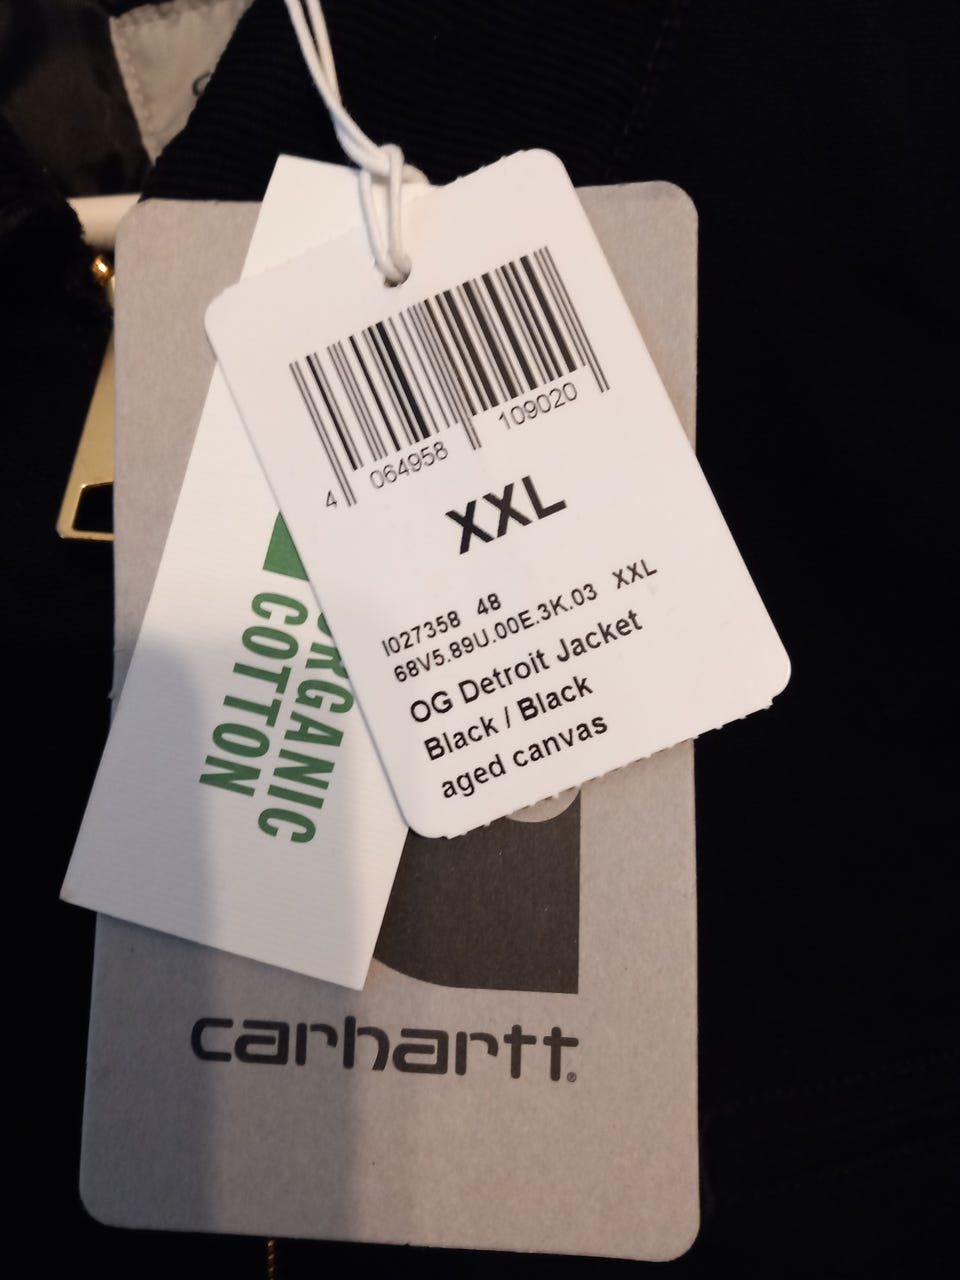 4 064958 109020
XXL
I027358 48
68V5.89U.00E.3K.03 XXL
OG Detroit Jacket
Black / Black
aged canvas
ORGANIC
COTTON
carhartt®